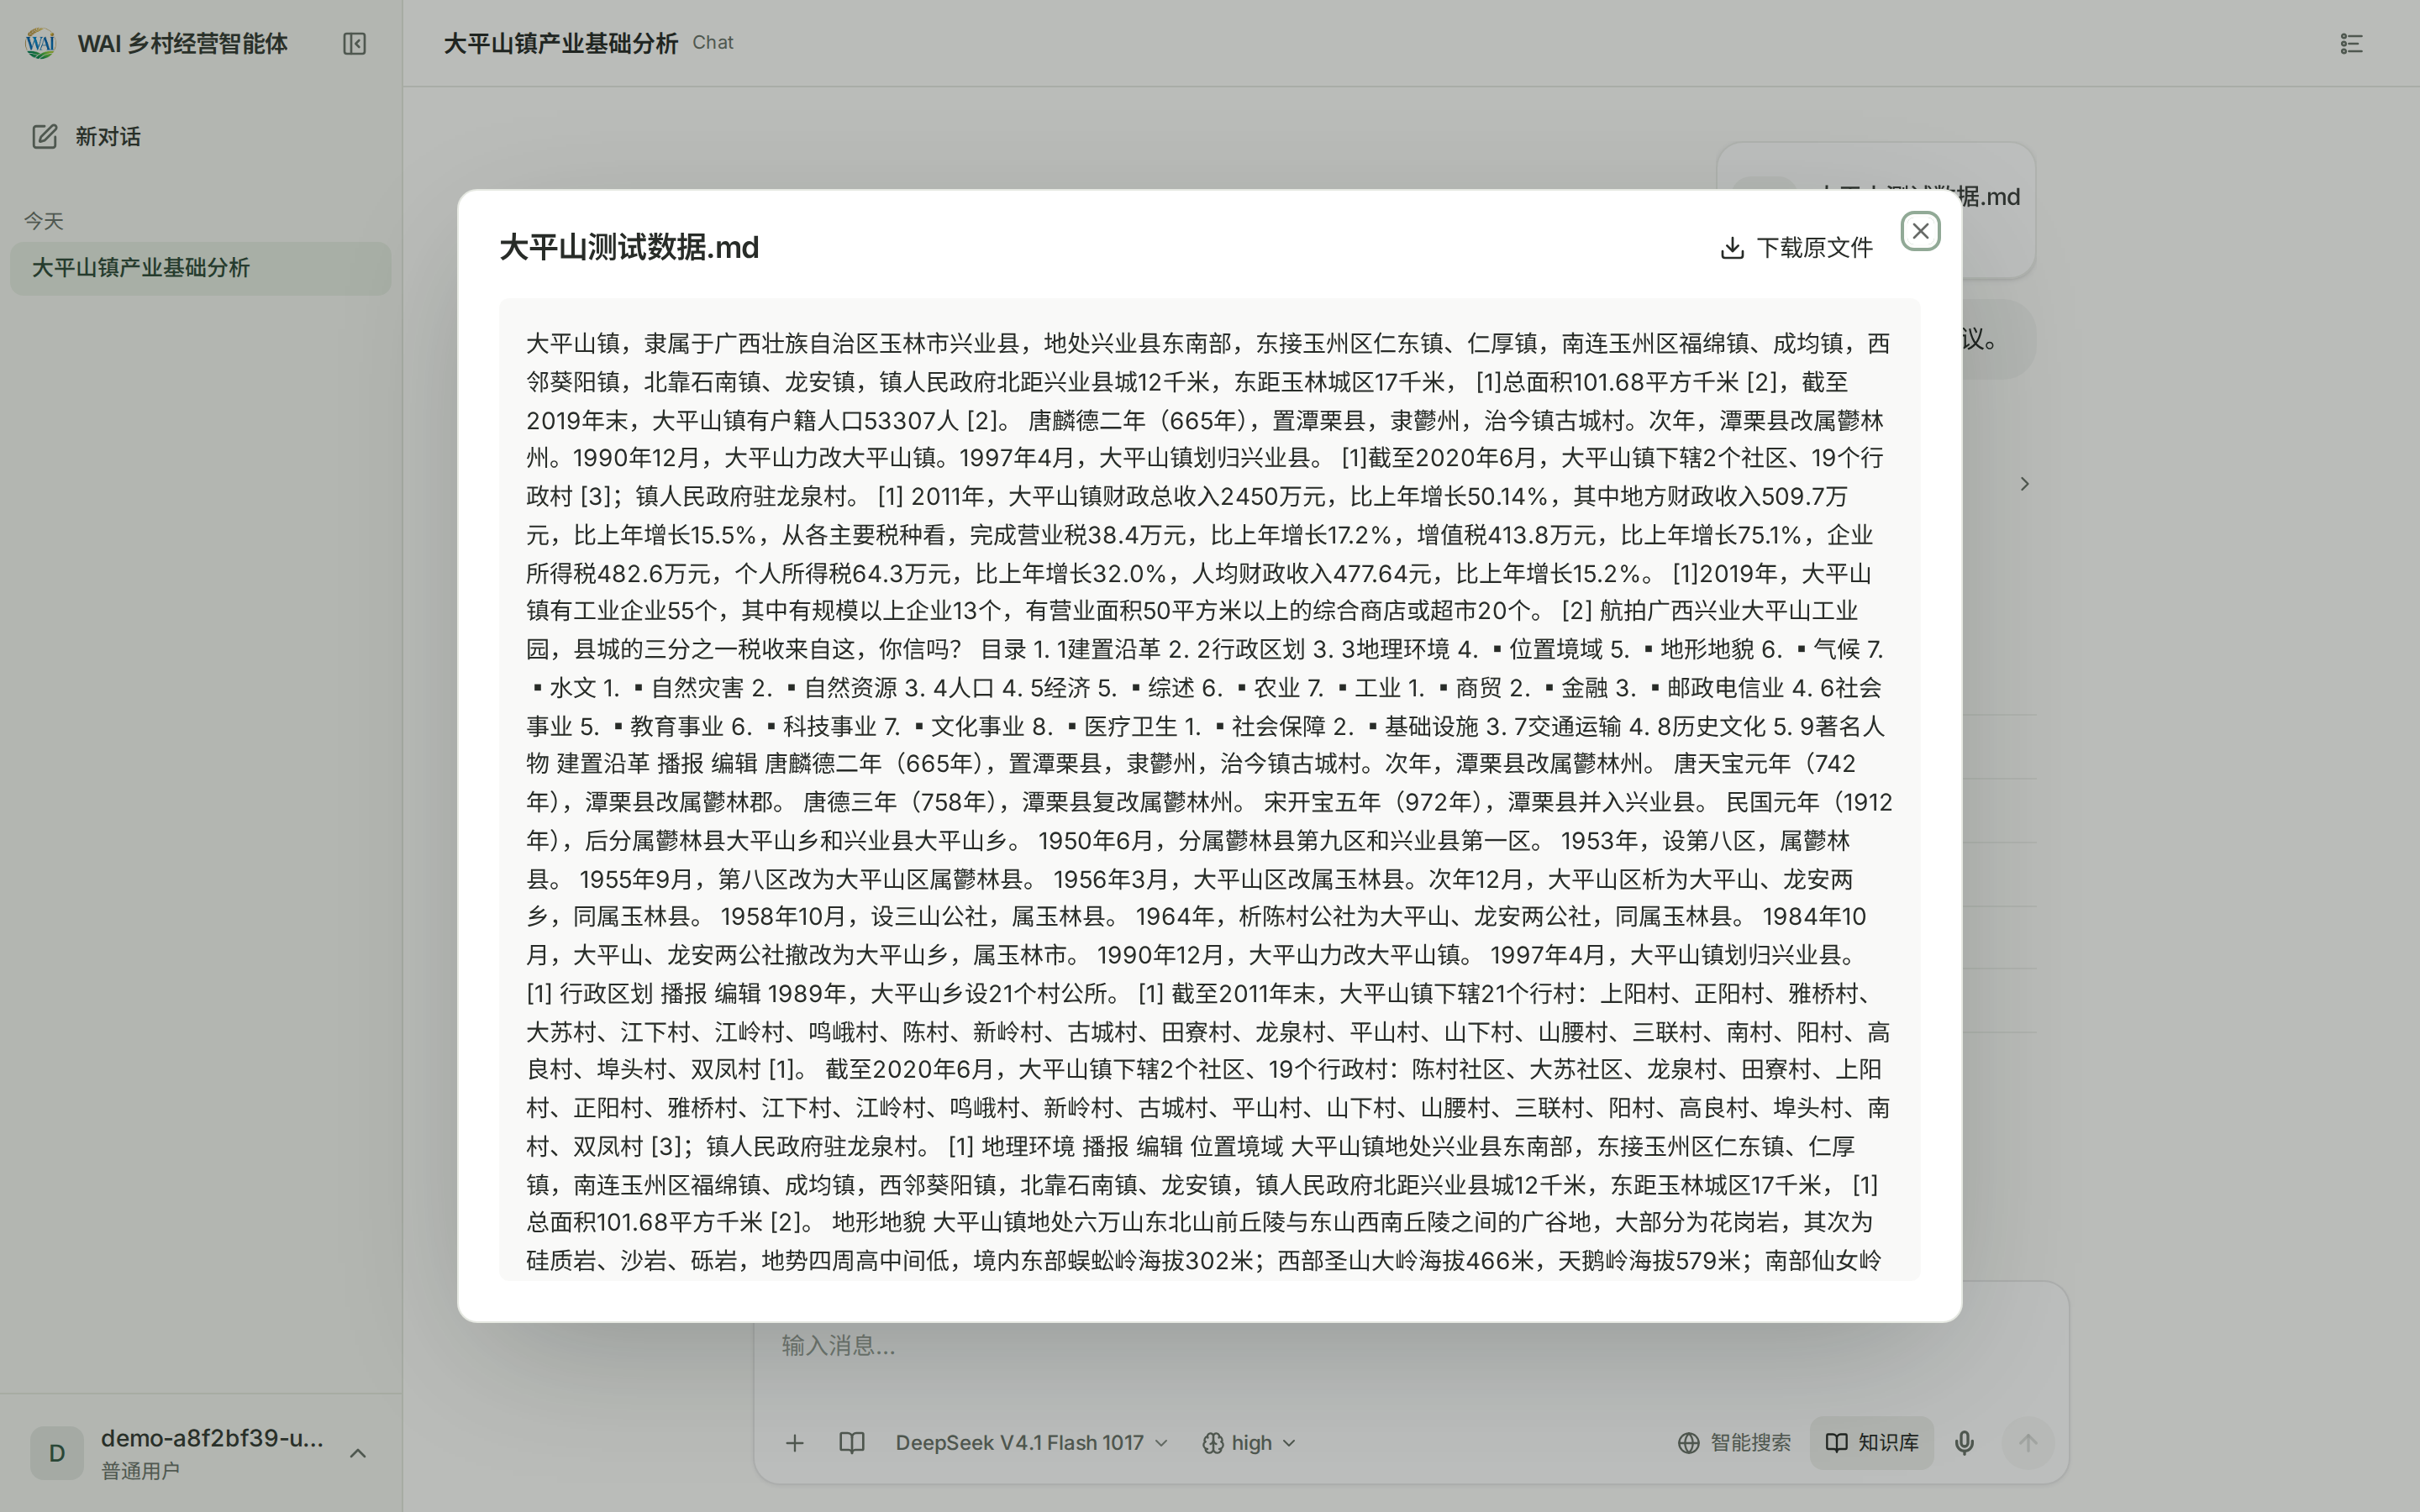 WAI 乡村经营智能体
新对话
今天
大平山镇产业基础分析
大平山镇产业基础分析 Chat
据.md
议。
大平山测试数据.md
下载原文件
大平山镇，隶属于广西壮族自治区玉林市兴业县，地处兴业县东南部，东接玉州区仁东镇、仁厚镇，南连玉州区福绵镇、成均镇，西
邻葵阳镇，北靠石南镇、龙安镇，镇人民政府北距兴业县城12千米，东距玉林城区17千米， [1]总面积101.68平方千米 [2]，截至
2019年末，大平山镇有户籍人口53307人 [2]。 唐麟德二年（665年），置潭栗县，隶鬱州，治今镇古城村。次年，潭栗县改属鬱林
州。1990年12月，大平山力改大平山镇。1997年4月，大平山镇划归兴业县。 [1]截至2020年6月，大平山镇下辖2个社区、19个行
政村 [3]；镇人民政府驻龙泉村。 [1] 2011年，大平山镇财政总收入2450万元，比上年增长50.14%，其中地方财政收入509.7万
元，比上年增长15.5%，从各主要税种看，完成营业税38.4万元，比上年增长17.2%，增值税413.8万元，比上年增长75.1%，企业
所得税482.6万元，个人所得税64.3万元，比上年增长32.0%，人均财政收入477.64元，比上年增长15.2%。 [1]2019年，大平山
镇有工业企业55个，其中有规模以上企业13个，有营业面积50平方米以上的综合商店或超市20个。 [2] 航拍广西兴业大平山工业
园，县城的三分之一税收来自这，你信吗？ 目录 1. 1建置沿革 2. 2行政区划 3. 3地理环境 4. ▪位置境域 5. ▪地形地貌 6. ▪气候 7.
▪水文 1. ▪自然灾害 2. ▪自然资源 3. 4人口 4. 5经济 5. ▪综述 6. ▪农业 7. ▪工业 1. ▪商贸 2. ▪金融 3. ▪邮政电信业 4. 6社会
事业 5. ▪教育事业 6. ▪科技事业 7. ▪文化事业 8. ▪医疗卫生 1. ▪社会保障 2. ▪基础设施 3. 7交通运输 4. 8历史文化 5. 9著名人
物 建置沿革 播报 编辑 唐麟德二年（665年），置潭栗县，隶鬱州，治今镇古城村。次年，潭栗县改属鬱林州。 唐天宝元年（742
年），潭栗县改属鬱林郡。 唐德三年（758年），潭栗县复改属鬱林州。 宋开宝五年（972年），潭栗县并入兴业县。 民国元年（1912
年），后分属鬱林县大平山乡和兴业县大平山乡。 1950年6月，分属鬱林县第九区和兴业县第一区。 1953年，设第八区，属鬱林
县。 1955年9月，第八区改为大平山区属鬱林县。 1956年3月，大平山区改属玉林县。次年12月，大平山区析为大平山、龙安两
乡，同属玉林县。 1958年10月，设三山公社，属玉林县。 1964年，析陈村公社为大平山、龙安两公社，同属玉林县。 1984年10
月，大平山、龙安两公社撤改为大平山乡，属玉林市。 1990年12月，大平山力改大平山镇。 1997年4月，大平山镇划归兴业县。
[1] 行政区划 播报 编辑 1989年，大平山乡设21个村公所。 [1] 截至2011年末，大平山镇下辖21个行村：上阳村、正阳村、雅桥村、
大苏村、江下村、江岭村、鸣峨村、陈村、新岭村、古城村、田寮村、龙泉村、平山村、山下村、山腰村、三联村、南村、阳村、高
良村、埠头村、双凤村 [1]。 截至2020年6月，大平山镇下辖2个社区、19个行政村：陈村社区、大苏社区、龙泉村、田寮村、上阳
村、正阳村、雅桥村、江下村、江岭村、鸣峨村、新岭村、古城村、平山村、山下村、山腰村、三联村、阳村、高良村、埠头村、南
村、双凤村 [3]；镇人民政府驻龙泉村。 [1] 地理环境 播报 编辑 位置境域 大平山镇地处兴业县东南部，东接玉州区仁东镇、仁厚
镇，南连玉州区福绵镇、成均镇，西邻葵阳镇，北靠石南镇、龙安镇，镇人民政府北距兴业县城12千米，东距玉林城区17千米， [1]
总面积101.68平方千米 [2]。 地形地貌 大平山镇地处六万山东北山前丘陵与东山西南丘陵之间的广谷地，大部分为花岗岩，其次为
硅质岩、沙岩、砾岩，地势四周高中间低，境内东部蜈蚣岭海拔302米；西部圣山大岭海拔466米，天鹅岭海拔579米；南部仙女岭
输入消息...
DeepSeek V4.1 Flash 1017
high
智能搜索
知识库
D
demo-a8f2bf39-u...
普通用户